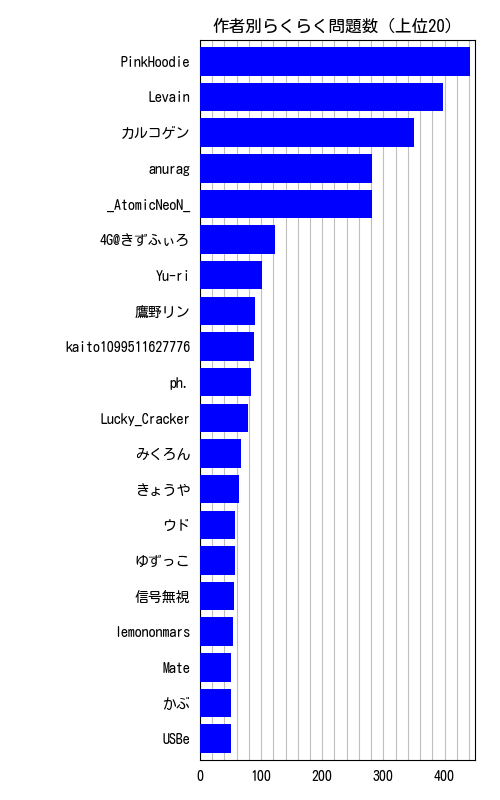 作者別らくらく問題数 (上位20)
PinkHoodie
Levain
カルコゲン
anurag
_AtomicNeoN_
4G@きずふぃろ
Yu-ri
鷹野リン
kaito1099511627776
ph.
Lucky_Cracker
みくろん
きょうや
ウド
ゆずっこ
信号無視
lemononmars
Mate
かぶ
USBe
0 100 200 300 400